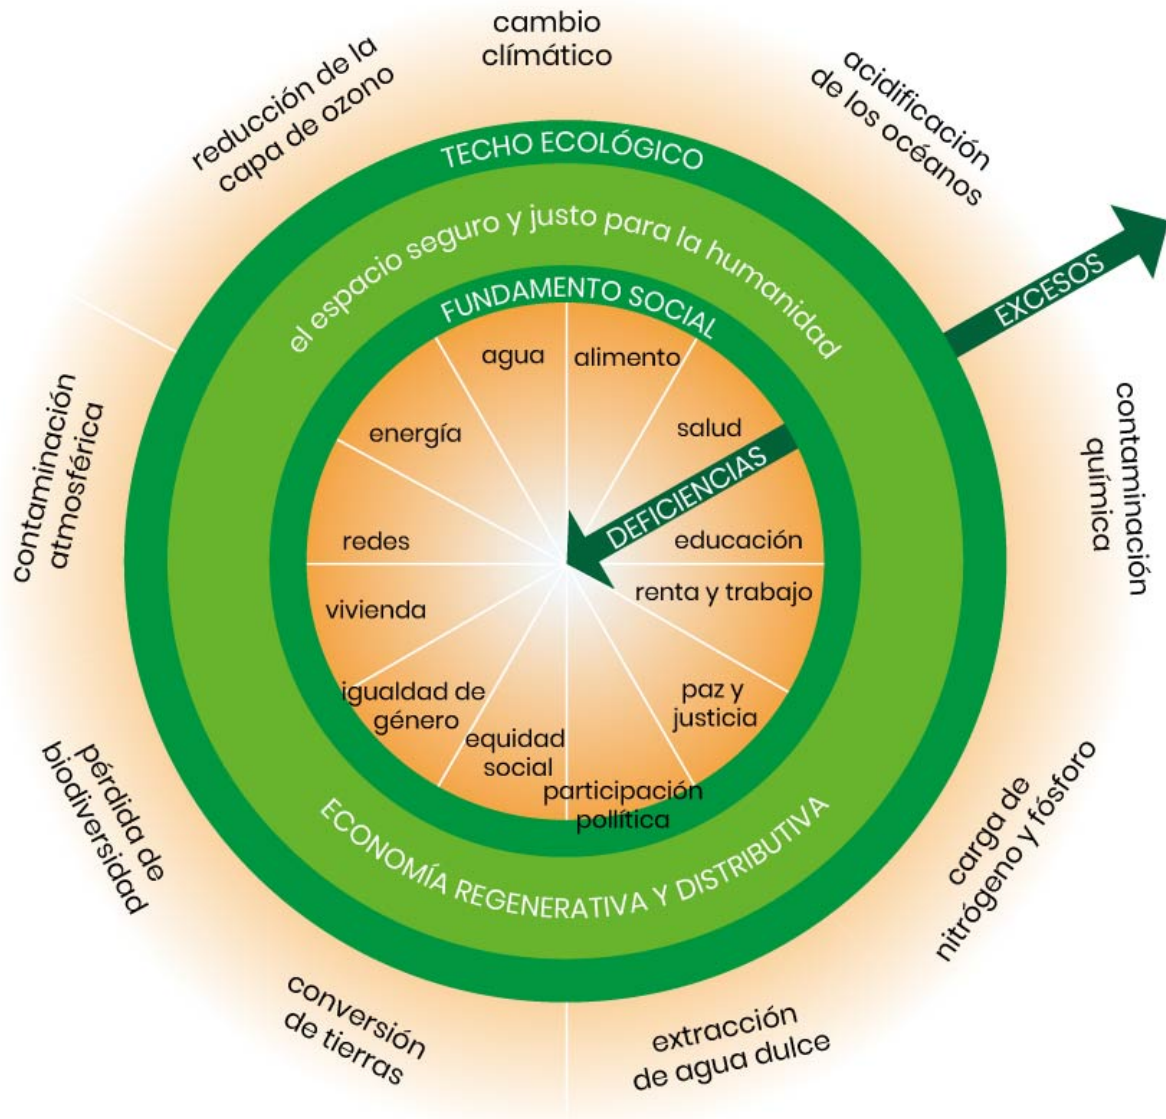 cambio
clímático
acidificación
de los océanos
reducción de la
capa de ozono
TECHO ECOLÓGICO
el espacio seguro y justo para la humanidad
EXCESOS
FUNDAMENTO SOCIAL
agua
alimento
energía
salud
DEFICIENCIAS
redes
educación
vivienda
renta y trabajo
igualdad de
género
paz y
justicia
equidad
social
participación
pollítica
ECONOMÍA REGENERATIVA Y DISTRIBUTIVA
contaminación
atmosférica
contaminación
química
pérdida de
biodiversidad
carga de
nitrógeno y fósforo
conversión
de tierras
extracción
de agua dulce